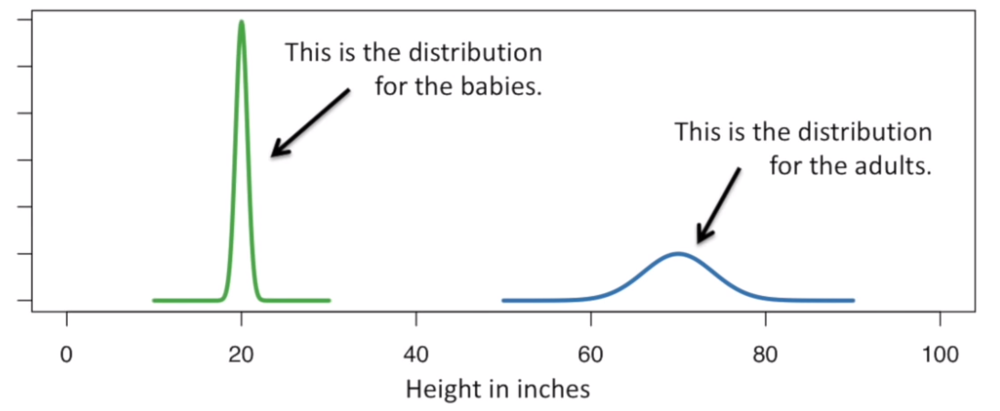 This is the distribution
for the babies.
This is the distribution
for the adults.
0 20 40 60 80 100
Height in inches